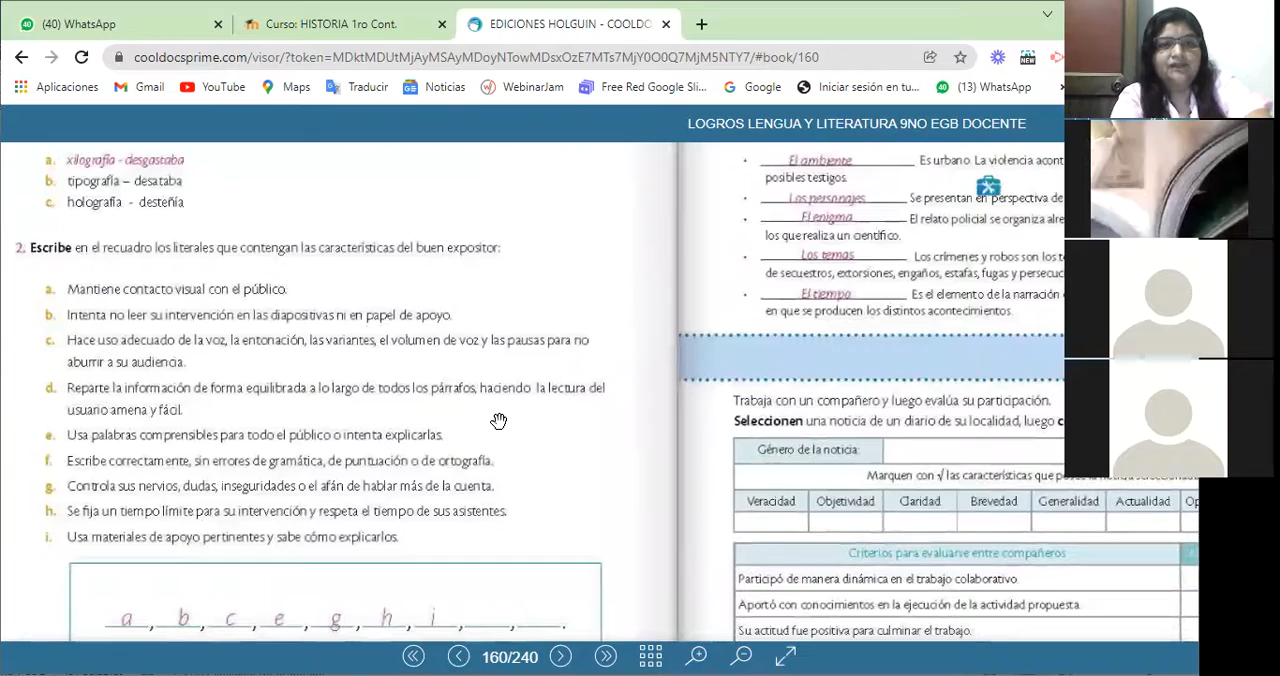 (40) WhatsApp
Curso: HISTORIA 1ro Cont.
EDICIONES HOLGUIN - COOLDO
cooldocsprime.com/visor/?token=MDktMDUtMjAyMSAyMDoyNTowMDsxOzE7MTs7MjY0O0Q7MjM5NTY7/#book/160
Aplicaciones
Gmail
YouTube
Maps
Traducir
Noticias
WebinarJam
Free Red Google Sli...
Google
Iniciar sesión en tu...
(13) WhatsApp
LOGROS LENGUA Y LITERATURA 9NO EGB DOCENTE
a. xilografía - desgastaba
b. tipografía – desataba
c. holografía - desteñía
2. Escribe en el recuadro los literales que contengan las características del buen expositor:
a. Mantiene contacto visual con el público.
b. Intenta no leer su intervención en las diapositivas ni en papel de apoyo.
c. Hace uso adecuado de la voz, la entonación, las variantes, el volumen de voz y las pausas para no
aburrir a su audiencia.
d. Reparte la información de forma equilibrada a lo largo de todos los párrafos, haciendo la lectura del
usuario amena y fácil.
e. Usa palabras comprensibles para todo el público o intenta explicarlas.
f. Escribe correctamente, sin errores de gramática, de puntuación o de ortografía.
g. Controla sus nervios, dudas, inseguridades o el afán de hablar más de la cuenta.
h. Se fija un tiempo límite para su intervención y respeta el tiempo de sus asistentes.
i. Usa materiales de apoyo pertinentes y sabe cómo explicarlos.
a, b, c, e, g, h, i, ___, ___.
• El ambiente Es urbano. La violencia acont
posibles testigos.
• Los personajes Se presentan en perspectiva de
• El enigma El relato policial se organiza alre
los que realiza un científico.
• Los temas Los crímenes y robos son los t
de secuestros, extorsiones, engaños, estafas, fugas y persecu
• El tiempo Es el elemento de la narración
en que se producen los distintos acontecimientos.
Trabaja con un compañero y luego evalúa su participación.
Seleccionen una noticia de un diario de su localidad, luego c
Género de la noticia:
Marquen con √ las características que
Veracidad Objetividad Claridad Brevedad Generalidad Actualidad Op
Criterios para evaluarse entre compañeros
Participó de manera dinámica en el trabajo colaborativo.
Aportó con conocimientos en la ejecución de la actividad propuesta.
Su actitud fue positiva para culminar el trabajo.
160/240